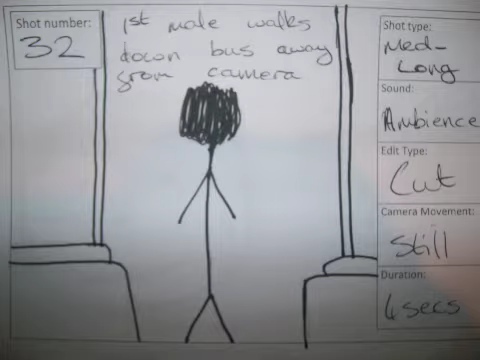 Shot number:
32
1st male walks
down bus away
from camera
Shot type:
Med-
Long
Sound:
Ambience
Edit Type:
Cut
Camera Movement:
Still
Duration:
4 secs